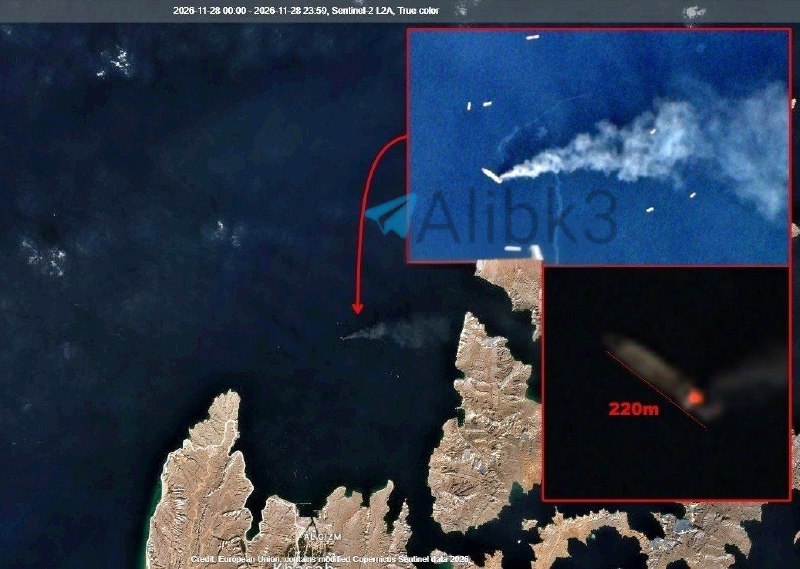 2026-11-28 00:00 - 2026-11-28 23:59, Sentinel-2 L2A, True color
Alibk3
220m
Credit: European Union, contains modified Copernicus Sentinel data 2026